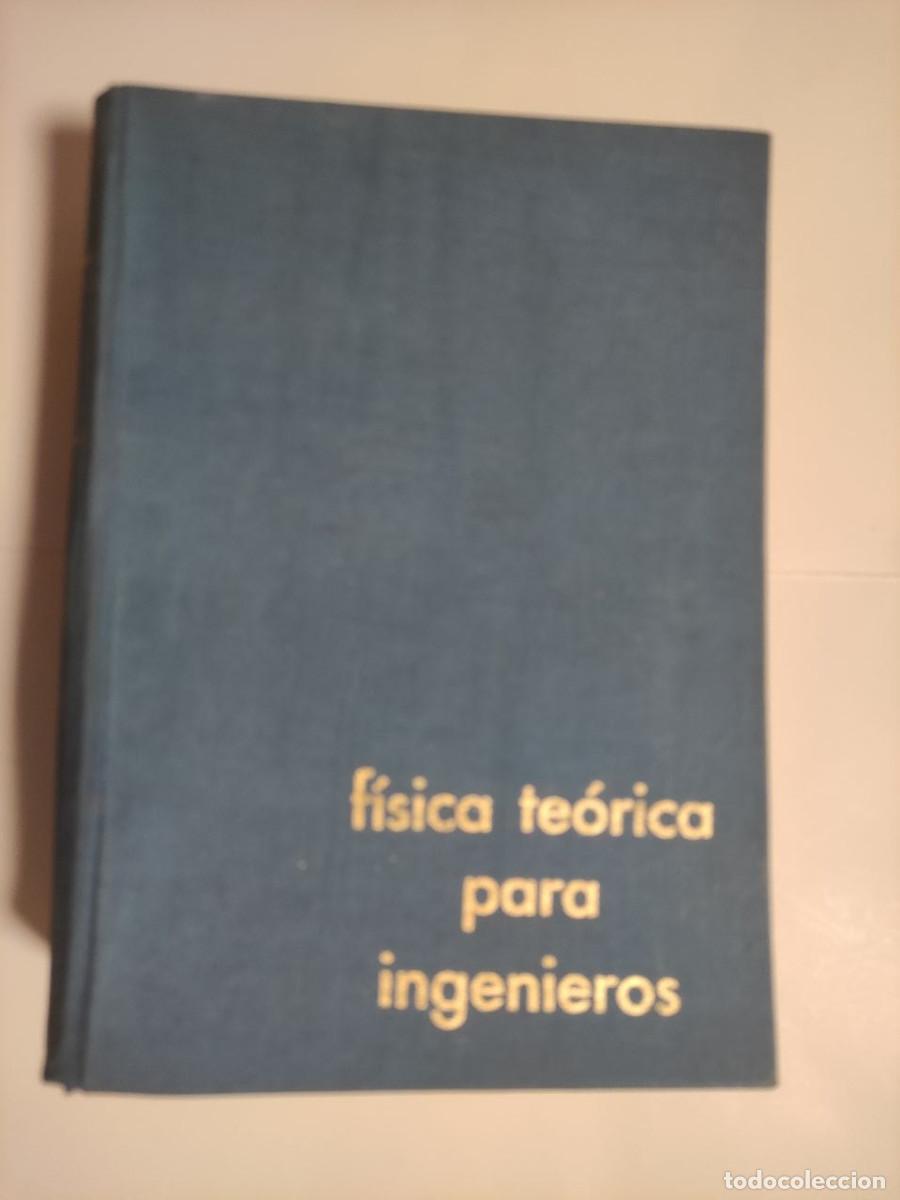 física teórica
para
ingenieros
todocoleccion